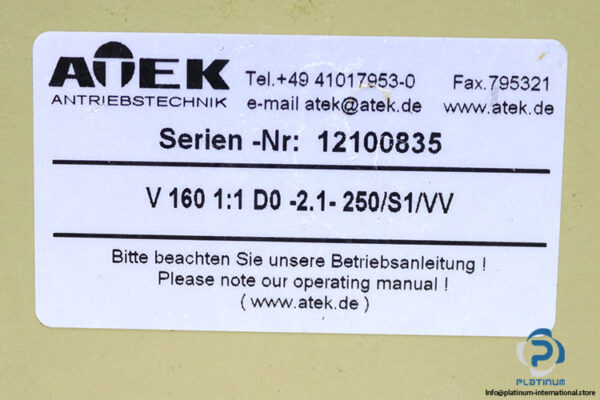 ATEK
ANTRIEBSTECHNIK
Tel.+49 41017953-0 Fax.795321
e-mail atek@atek.de www.atek.de
Serien -Nr: 12100835
V 160 1:1 D0 -2.1- 250/S1/VV
Bitte beachten Sie unsere Betriebsanleitung !
Please note our operating manual !
( www.atek.de )
PLATINUM
Info@platinum-international.store